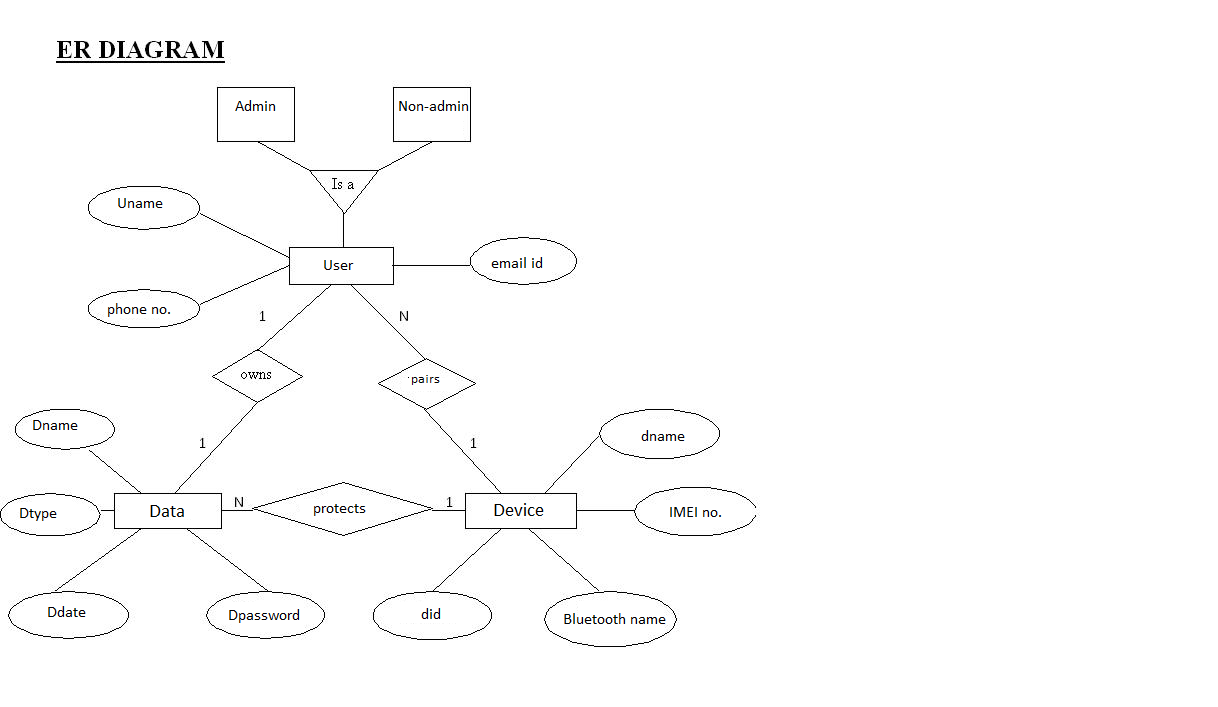 ER DIAGRAM
Admin
Non-admin
Is a
Uname
User
email id
phone no.
1
N
owns
pairs
Dname
1
1
dname
Dtype
Data
N
protects
1
Device
IMEI no.
Ddate
Dpassword
did
Bluetooth name